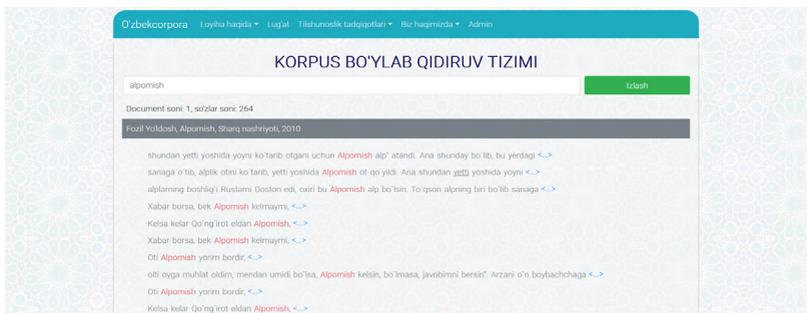 O'zbekcorpora Loyiha haqida Lug'at Tilshunoslik tadqiqotlari Biz haqimizda Admin
KORPUS BO'YLAB QIDIRUV TIZIMI
alpomish Izlash
Document soni: 1, so'zlar soni: 264
Fozil Yo'ldosh, Alpomish, Sharq nashriyoti, 2010
shundan yetti yoshida yoyni ko`tarib otgani uchun Alpomish alp" atandi. Ana shunday bo`lib, bu yerdagi <...>
sanaga o`tib, alplik otini ko`tarib, yetti yoshida Alpomish ot qo`yildi. Ana shundan yetti yoshida yoyni <...>
alplarning boshlig'i Rustami Doston edi, oxiri bu Alpomish alp bo`lsin. To`qson alpning biri bo`lib sanaga <...>
Xabar borsa, bek Alpomish kelmaymi, <...>
Kelsa kelar Qo`ng'irot eldan Alpomish, <...>
Xabar borsa, bek Alpomish kelmaymi, <...>
Oti Alpomish yorim bordir, <...>
olti oyga muhlat oldim, mendan umidi bo`lsa, Alpomish kelsin, bo`lmasa, javobimni bersin". Arzani o`n boybachchaga <...>
Oti Alpomish yorim bordir, <...>
Kelsa kelar Qo`ng'irot eldan Alpomish, <...>